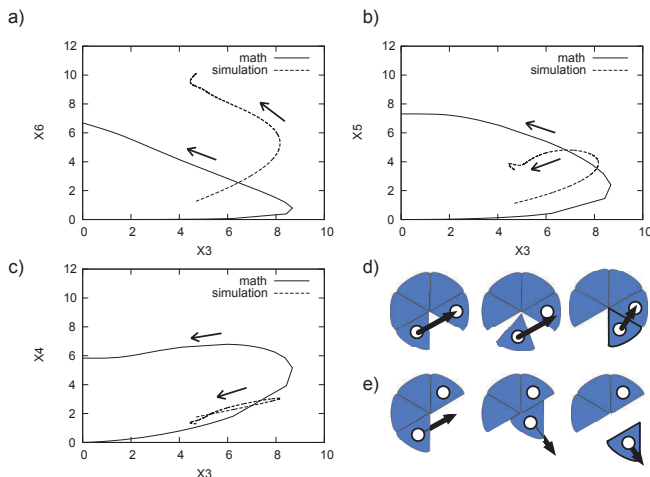 a)
12
10
8
6
4
2
0
X6
math
simulation
0 2 4 6 8 10
X3
b)
12
10
8
6
4
2
0
X5
math
simulation
0 2 4 6 8 10
X3
c)
12
10
8
6
4
2
0
X4
math
simulation
0 2 4 6 8 10
X3
d)
e)